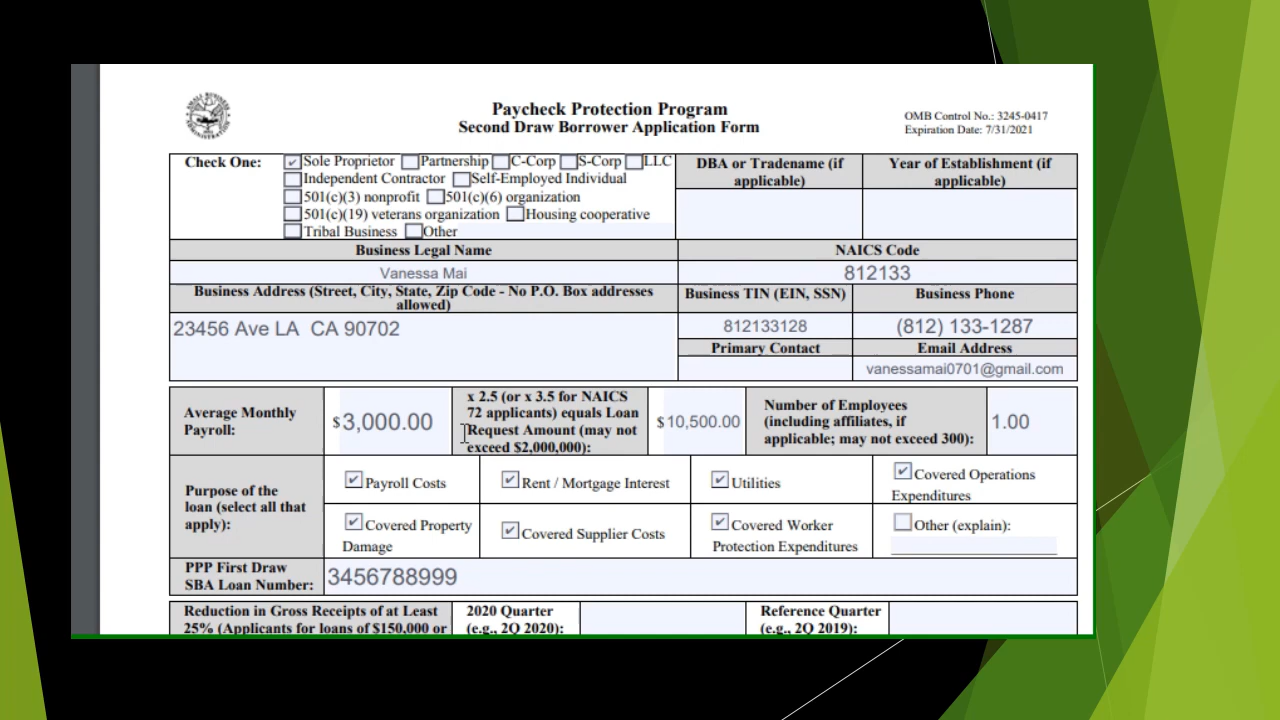 Paycheck Protection Program
Second Draw Borrower Application Form
OMB Control No.: 3245-0417
Expiration Date: 7/31/2021
Check One:
Sole Proprietor Partnership C-Corp S-Corp LLC
Independent Contractor Self-Employed Individual
501(c)(3) nonprofit 501(c)(6) organization
501(c)(19) veterans organization Housing cooperative
Tribal Business Other
DBA or Tradename (if
applicable)
Year of Establishment (if
applicable)
Business Legal Name
NAICS Code
Vanessa Mai
812133
Business Address (Street, City, State, Zip Code - No P.O. Box addresses
allowed)
Business TIN (EIN, SSN)
Business Phone
23456 Ave LA CA 90702
812133128
(812) 133-1287
Primary Contact
Email Address
vanessamai0701@gmail.com
Average Monthly
Payroll:
$3,000.00
x 2.5 (or x 3.5 for NAICS
72 applicants) equals Loan
Request Amount (may not
exceed $2,000,000):
$10,500.00
Number of Employees
(including affiliates, if
applicable; may not exceed 300):
1.00
Purpose of the
loan (select all that
apply):
Payroll Costs
Rent / Mortgage Interest
Utilities
Covered Operations
Expenditures
Covered Property
Damage
Covered Supplier Costs
Covered Worker
Protection Expenditures
Other (explain):
PPP First Draw
SBA Loan Number:
3456788999
Reduction in Gross Receipts of at Least
25% (Applicants for loans of $150,000 or
2020 Quarter
(e.g., 2Q 2020):
Reference Quarter
(e.g., 2Q 2019):